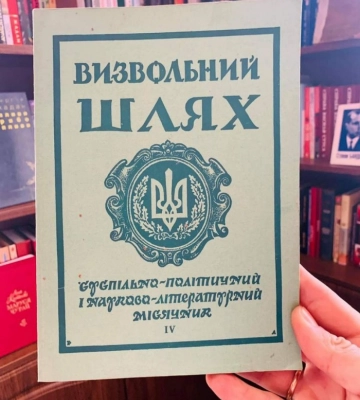 ВИЗВОЛЬНИЙ
ШЛЯХ
СУСПІЛЬНО-ПОЛІТИЧНИЙ
І НАУКОВО-ЛІТЕРАТУРНИЙ
МІСЯЧНИК
IV